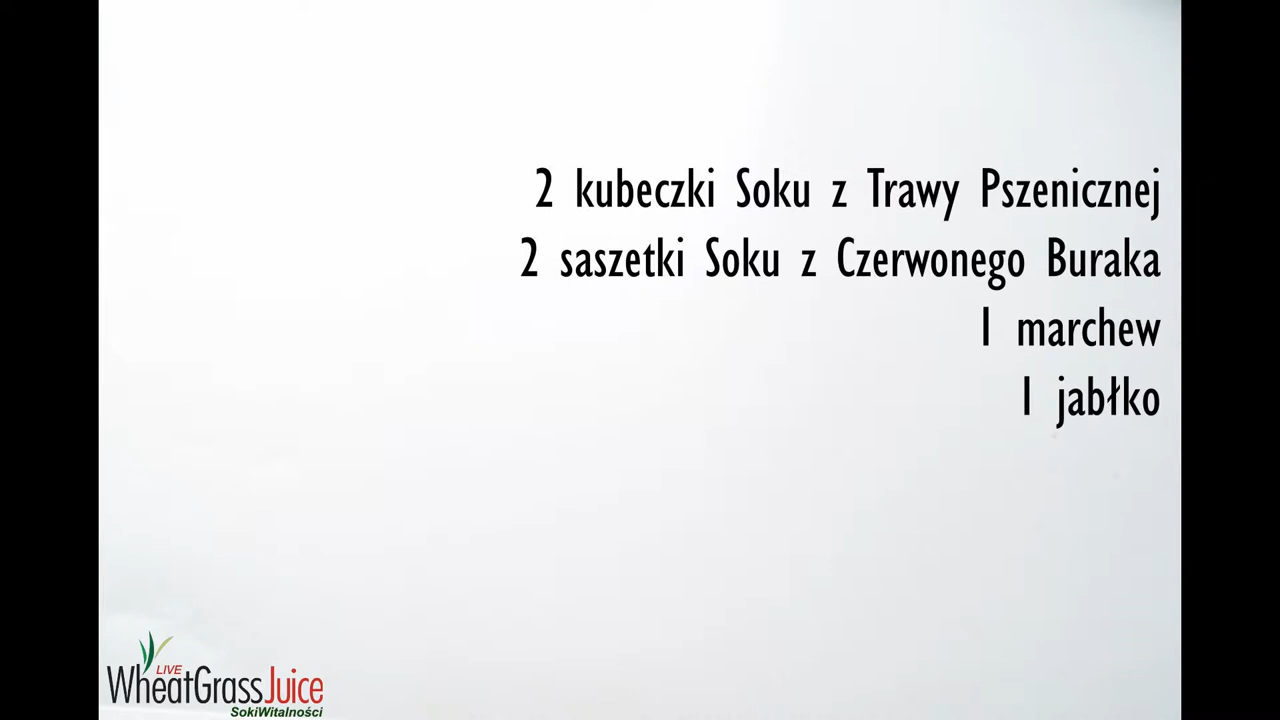 2 kubeczki Soku z Trawy Pszenicznej
2 saszetki Soku z Czerwonego Buraka
1 marchew
1 jabłko
LIVE
WheatGrassJuice
SokiWitalności